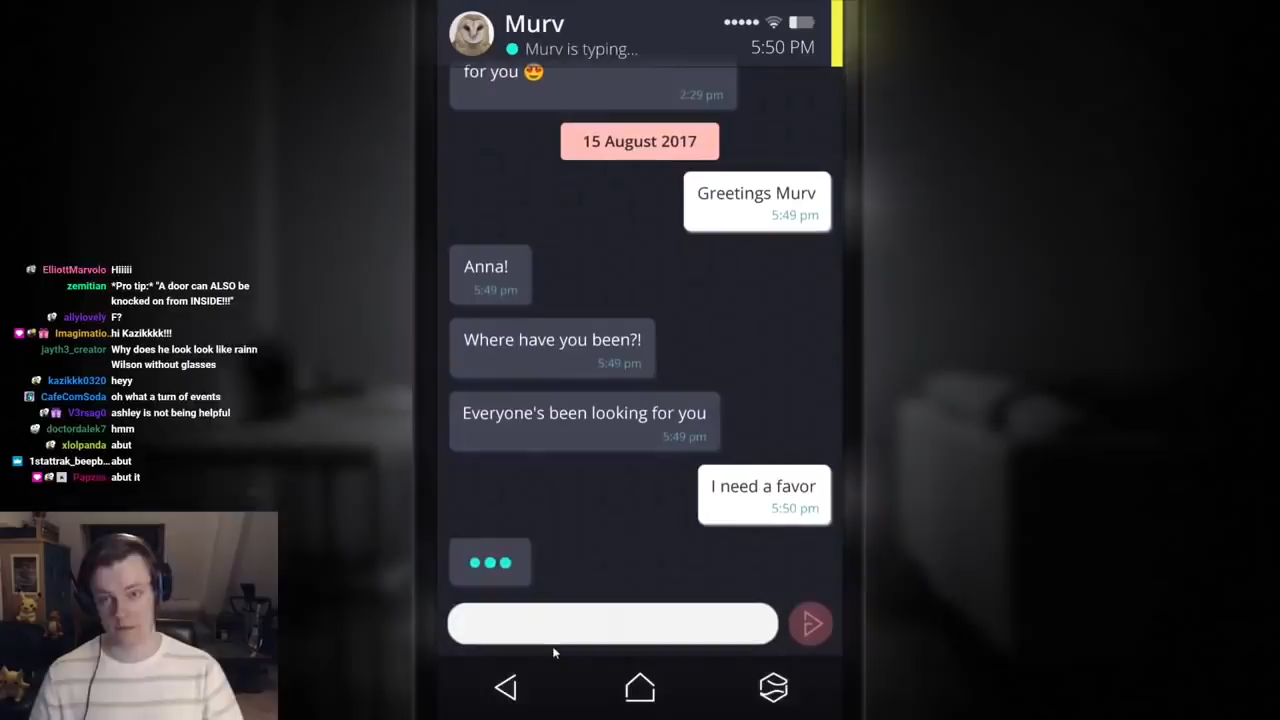 Murv
Murv is typing...
5:50 PM
for you 😍
2:29 pm
15 August 2017
Greetings Murv
5:49 pm
Anna!
5:49 pm
Where have you been?!
5:49 pm
Everyone's been looking for you
5:49 pm
I need a favor
5:50 pm
ElliottMarvolo Hiiiii
zemitian *Pro tip:* "A door can ALSO be
knocked on from INSIDE!!!"
allylovely F?
Imagimatio.. hi Kazikkkk!!!
jayth3_creator Why does he look look like rainn
Wilson without glasses
kazikkk0320 heyy
CafeComSoda oh what a turn of events
V3rsag0 ashley is not being helpful
doctordalek7 hmm
xlolpanda abut
1stattrak_beepb... abut
abut it